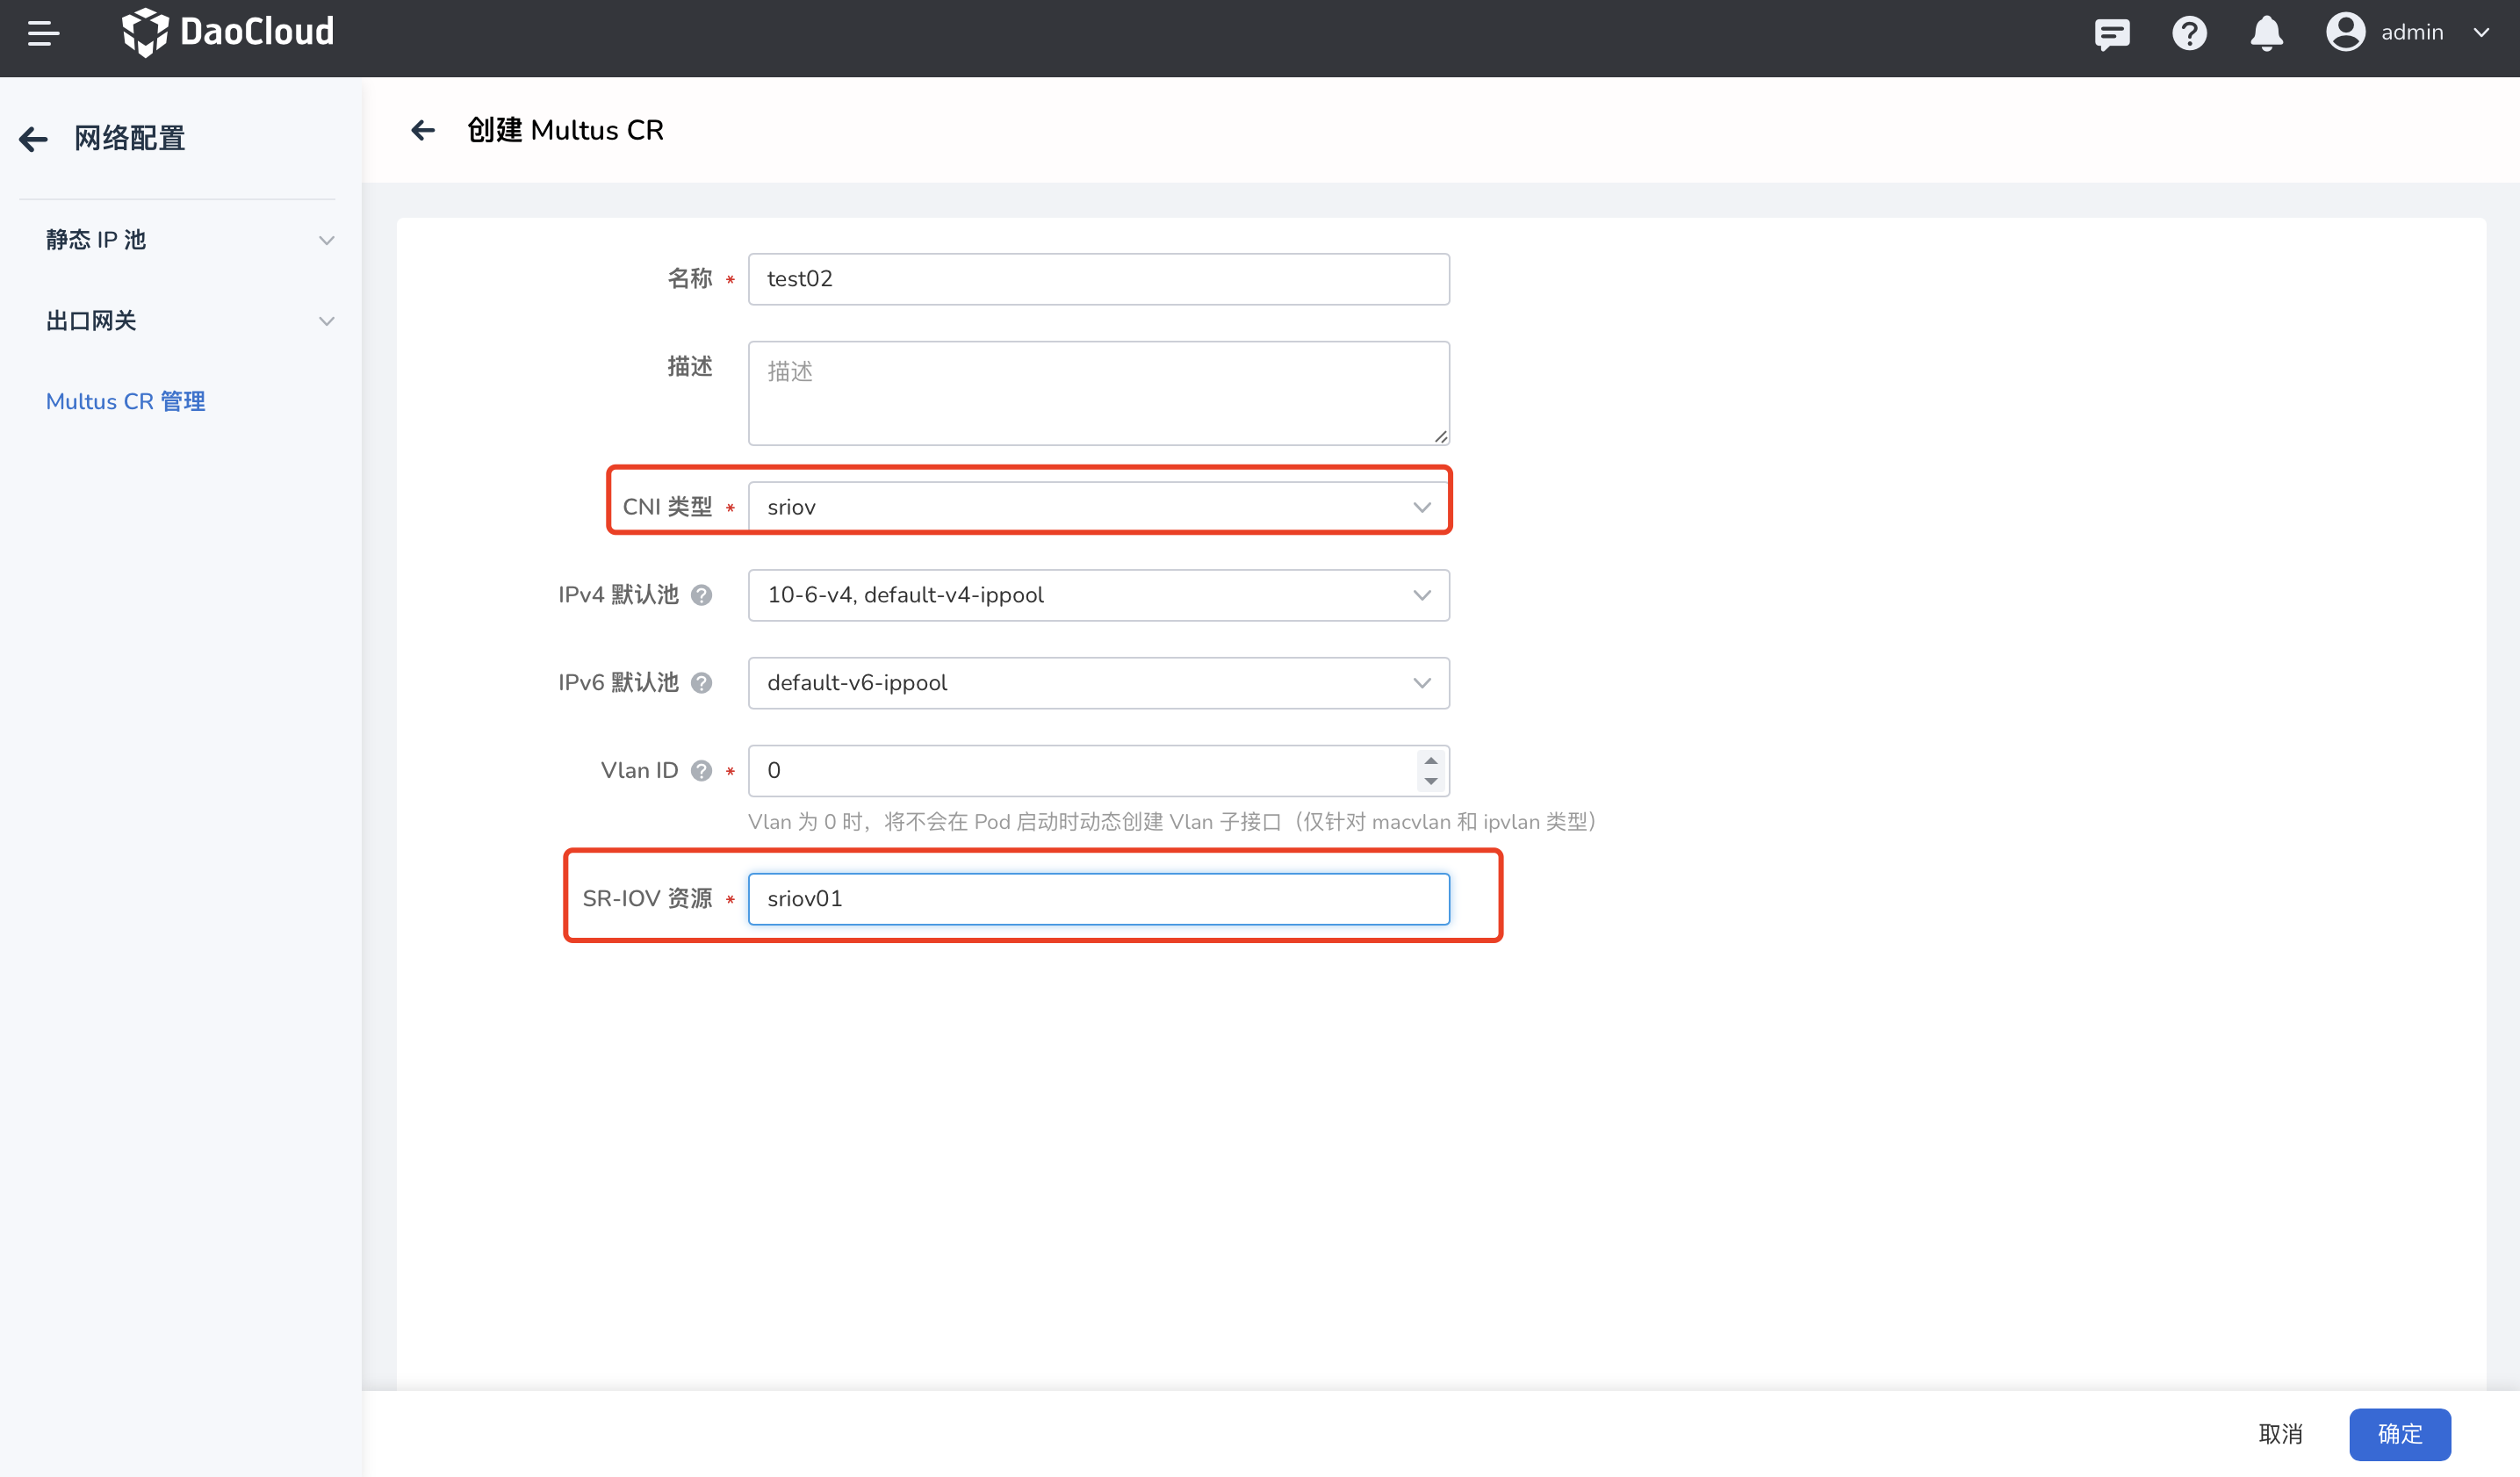 DaoCloud
admin
网络配置
创建 Multus CR
静态 IP 池
出口网关
Multus CR 管理
名称 * test02
描述 描述
CNI 类型 * sriov
IPv4 默认池 ? 10-6-v4, default-v4-ippool
IPv6 默认池 ? default-v6-ippool
Vlan ID ? * 0
Vlan 为 0 时，将不会在 Pod 启动时动态创建 Vlan 子接口（仅针对 macvlan 和 ipvlan 类型）
SR-IOV 资源 * sriov01
取消 确定